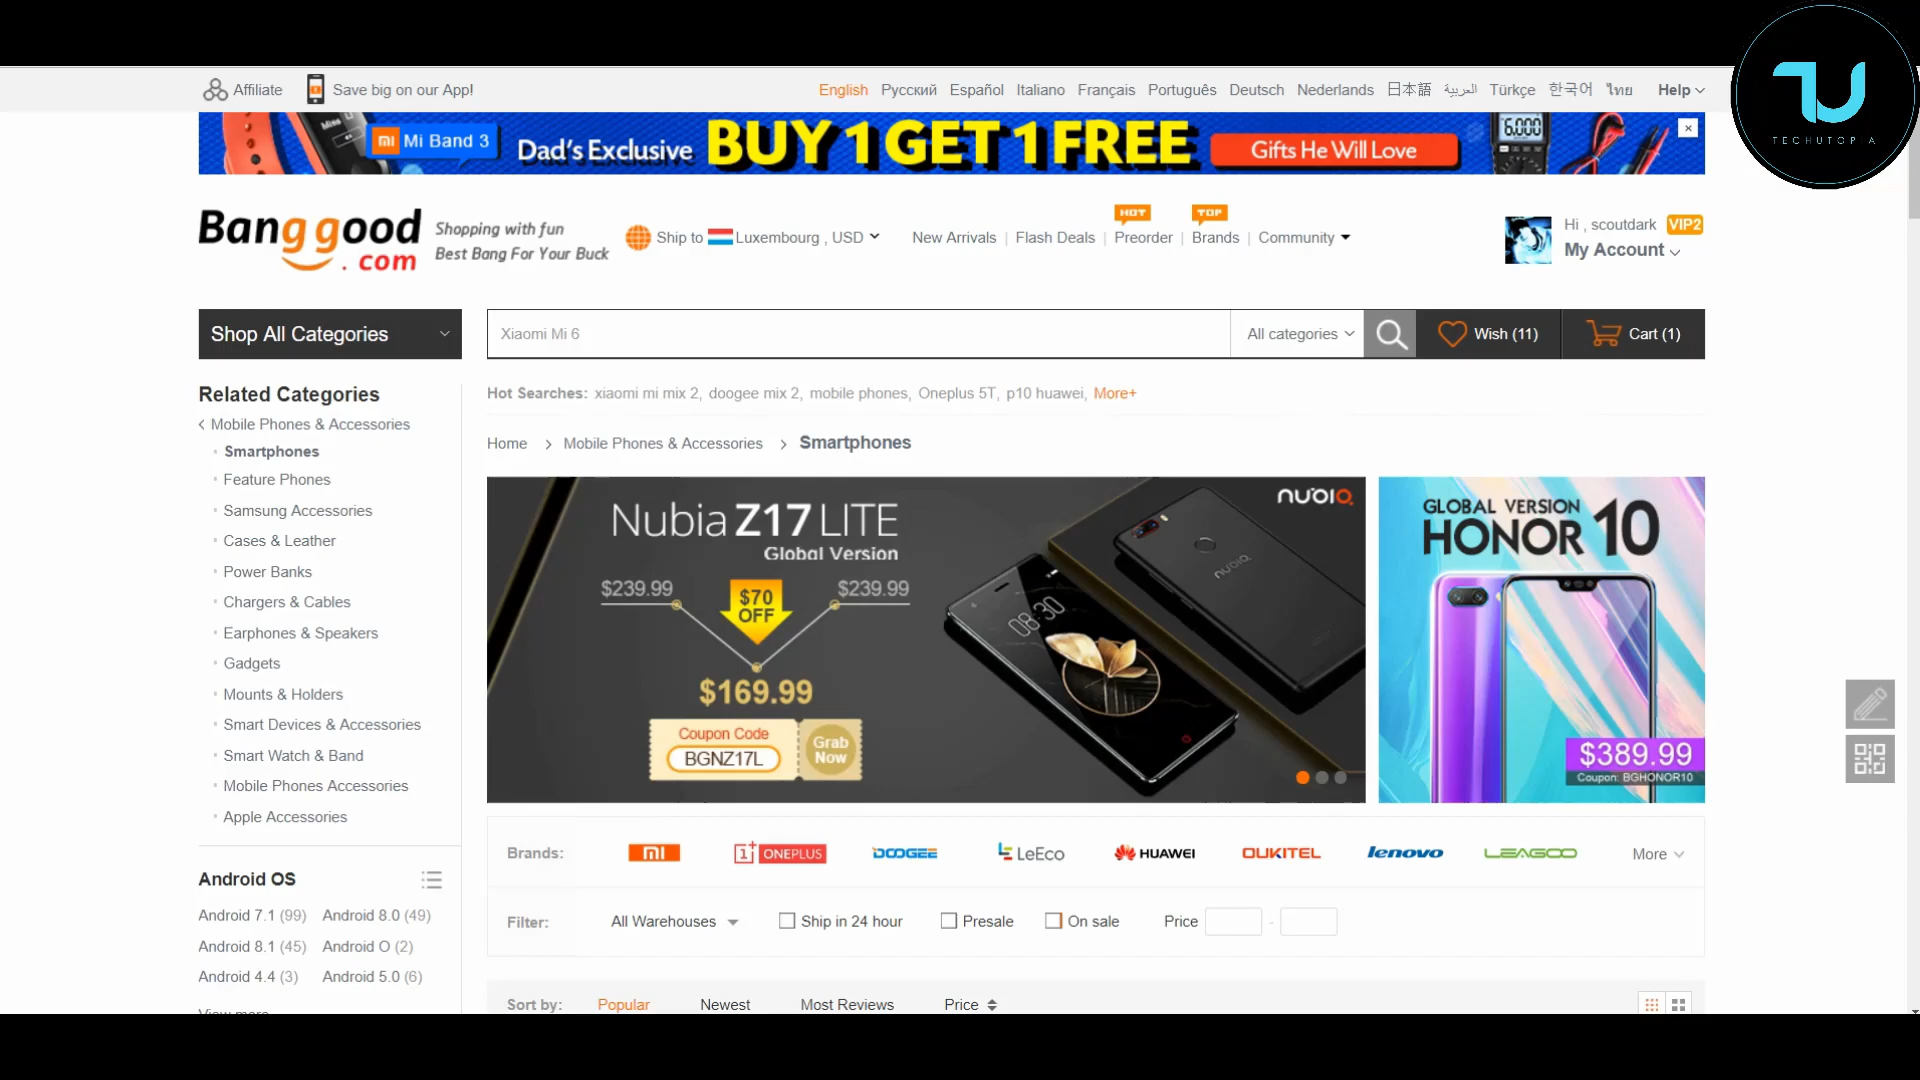 Affiliate
Save big on our App!
English Русский Español Italiano Français Português Deutsch Nederlands 日本語 العربية Türkçe 한국어 ไทย Help
TECHUTOPIA
Mi Band 3
Dad's Exclusive BUY 1 GET 1 FREE Gifts He Will Love
6.000
Banggood.com
Shopping with fun
Best Bang For Your Buck
Ship to Luxembourg , USD
HOT
TOP
New Arrivals | Flash Deals | Preorder | Brands | Community
Hi , scoutdark VIP2
My Account
Shop All Categories
Xiaomi Mi 6
All categories
Wish (11)
Cart (1)
Related Categories
Mobile Phones & Accessories
Smartphones
Feature Phones
Samsung Accessories
Cases & Leather
Power Banks
Chargers & Cables
Earphones & Speakers
Gadgets
Mounts & Holders
Smart Devices & Accessories
Smart Watch & Band
Mobile Phones Accessories
Apple Accessories
Android OS
Android 7.1 (99) Android 8.0 (49)
Android 8.1 (45) Android O (2)
Android 4.4 (3) Android 5.0 (6)
View more
Hot Searches: xiaomi mi mix 2, doogee mix 2, mobile phones, Oneplus 5T, p10 huawei, More+
Home > Mobile Phones & Accessories > Smartphones
nubia
Nubia Z17 LITE
Global Version
$239.99 $239.99
$70
OFF
$169.99
Coupon Code
BGNZ17L
Grab
Now
08:30
nubia
GLOBAL VERSION
HONOR 10
$389.99
Coupon: BGHONOR10
Brands: mi 1+ ONEPLUS DOOGEE LeEco HUAWEI OUKITEL lenovo LEAGOO More
Filter: All Warehouses Ship in 24 hour Presale On sale Price -
Sort by: Popular Newest Most Reviews Price